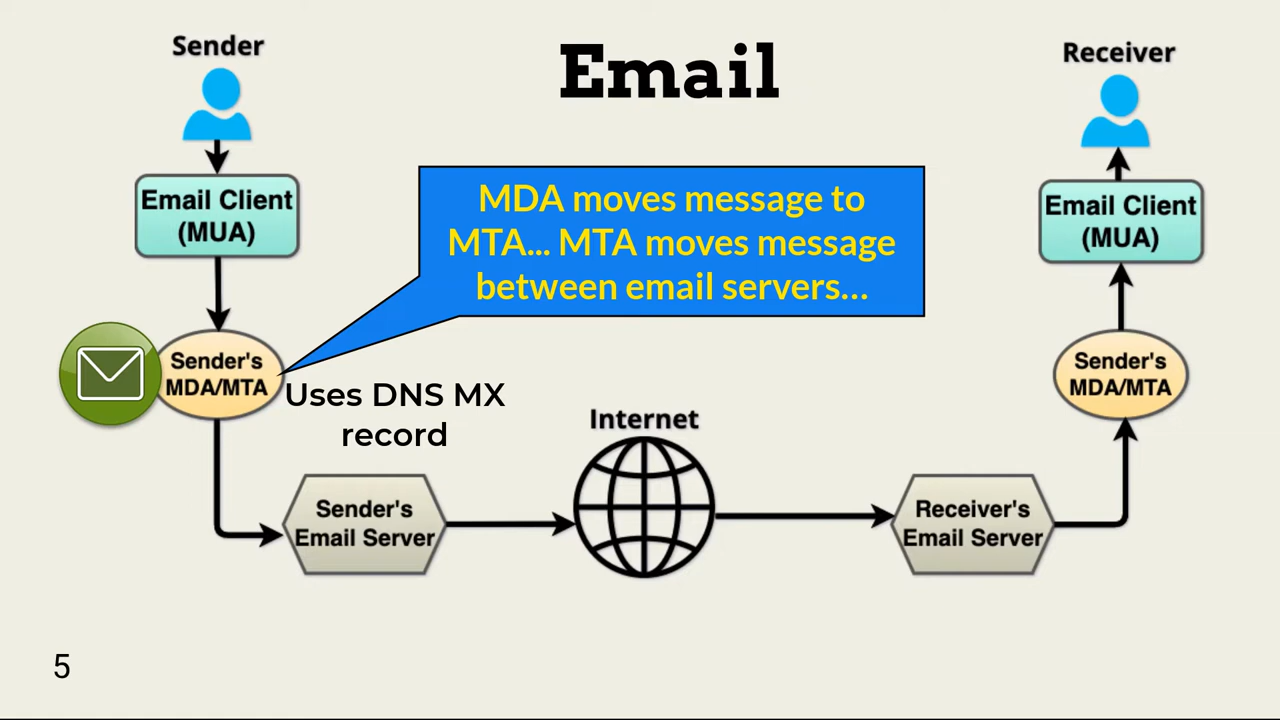 Email
Sender
Receiver
Email Client
(MUA)
MDA moves message to
MTA... MTA moves message
between email servers...
Email Client
(MUA)
Sender's
MDA/MTA
Uses DNS MX
record
Sender's
MDA/MTA
Internet
Sender's
Email Server
Receiver's
Email Server
5